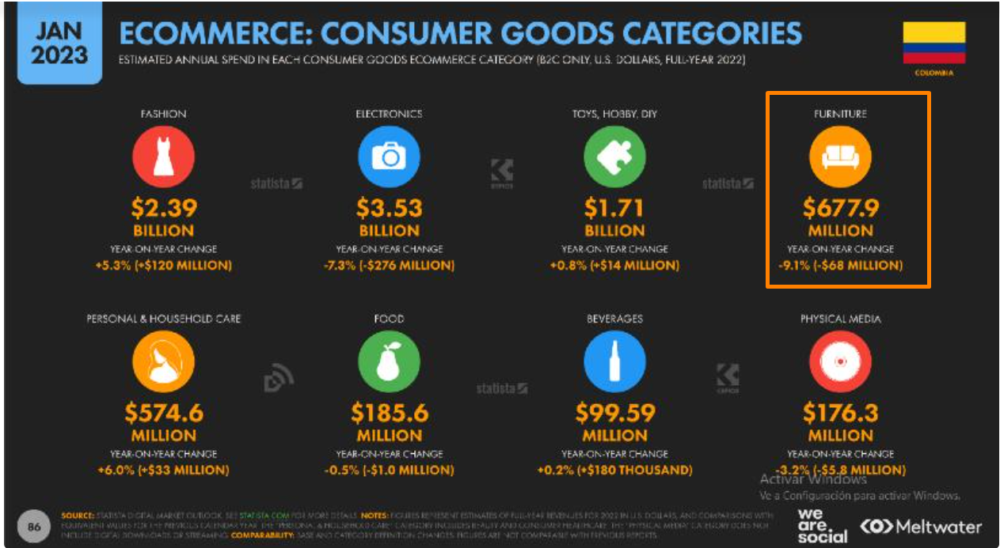 JAN
2023
ECOMMERCE: CONSUMER GOODS CATEGORIES
ESTIMATED ANNUAL SPEND IN EACH CONSUMER GOODS ECOMMERCE CATEGORY (B2C ONLY, U.S. DOLLARS, FULL-YEAR 2022)
COLOMBIA
FASHION
$2.39
BILLION
YEAR-ON-YEAR CHANGE
+5.3% (+$120 MILLION)
ELECTRONICS
$3.53
BILLION
YEAR-ON-YEAR CHANGE
-7.3% (-$276 MILLION)
TOYS, HOBBY, DIY
$1.71
BILLION
YEAR-ON-YEAR CHANGE
+0.8% (+$14 MILLION)
FURNITURE
$677.9
MILLION
YEAR-ON-YEAR CHANGE
-9.1% (-$68 MILLION)
statista
KEPIOS
statista
PERSONAL & HOUSEHOLD CARE
$574.6
MILLION
YEAR-ON-YEAR CHANGE
+6.0% (+$33 MILLION)
FOOD
$185.6
MILLION
YEAR-ON-YEAR CHANGE
-0.5% (-$1.0 MILLION)
BEVERAGES
$99.59
MILLION
YEAR-ON-YEAR CHANGE
+0.2% (+$180 THOUSAND)
PHYSICAL MEDIA
$176.3
MILLION
YEAR-ON-YEAR CHANGE
-3.2% (-$5.8 MILLION)
statista
KEPIOS
Activar Windows
Ve a Configuración para activar Windows.
86
SOURCE: STATISTA DIGITAL MARKET OUTLOOK. SEE STATISTA.COM FOR MORE DETAILS. NOTES: FIGURES REPRESENT ESTIMATES OF FULL-YEAR REVENUES FOR 2022 IN U.S. DOLLARS, AND COMPARISONS WITH
EQUIVALENT VALUES FOR THE PREVIOUS CALENDAR YEAR. THE "PERSONAL & HOUSEHOLD CARE" CATEGORY INCLUDES BEAUTY AND CONSUMER HEALTHCARE. THE "PHYSICAL MEDIA" CATEGORY DOES NOT
INCLUDE DIGITAL DOWNLOADS OR STREAMING. COMPARABILITY: BASE AND CATEGORY DEFINITION CHANGES. FIGURES ARE NOT COMPARABLE WITH PREVIOUS REPORTS.
we
are.
social
Meltwater